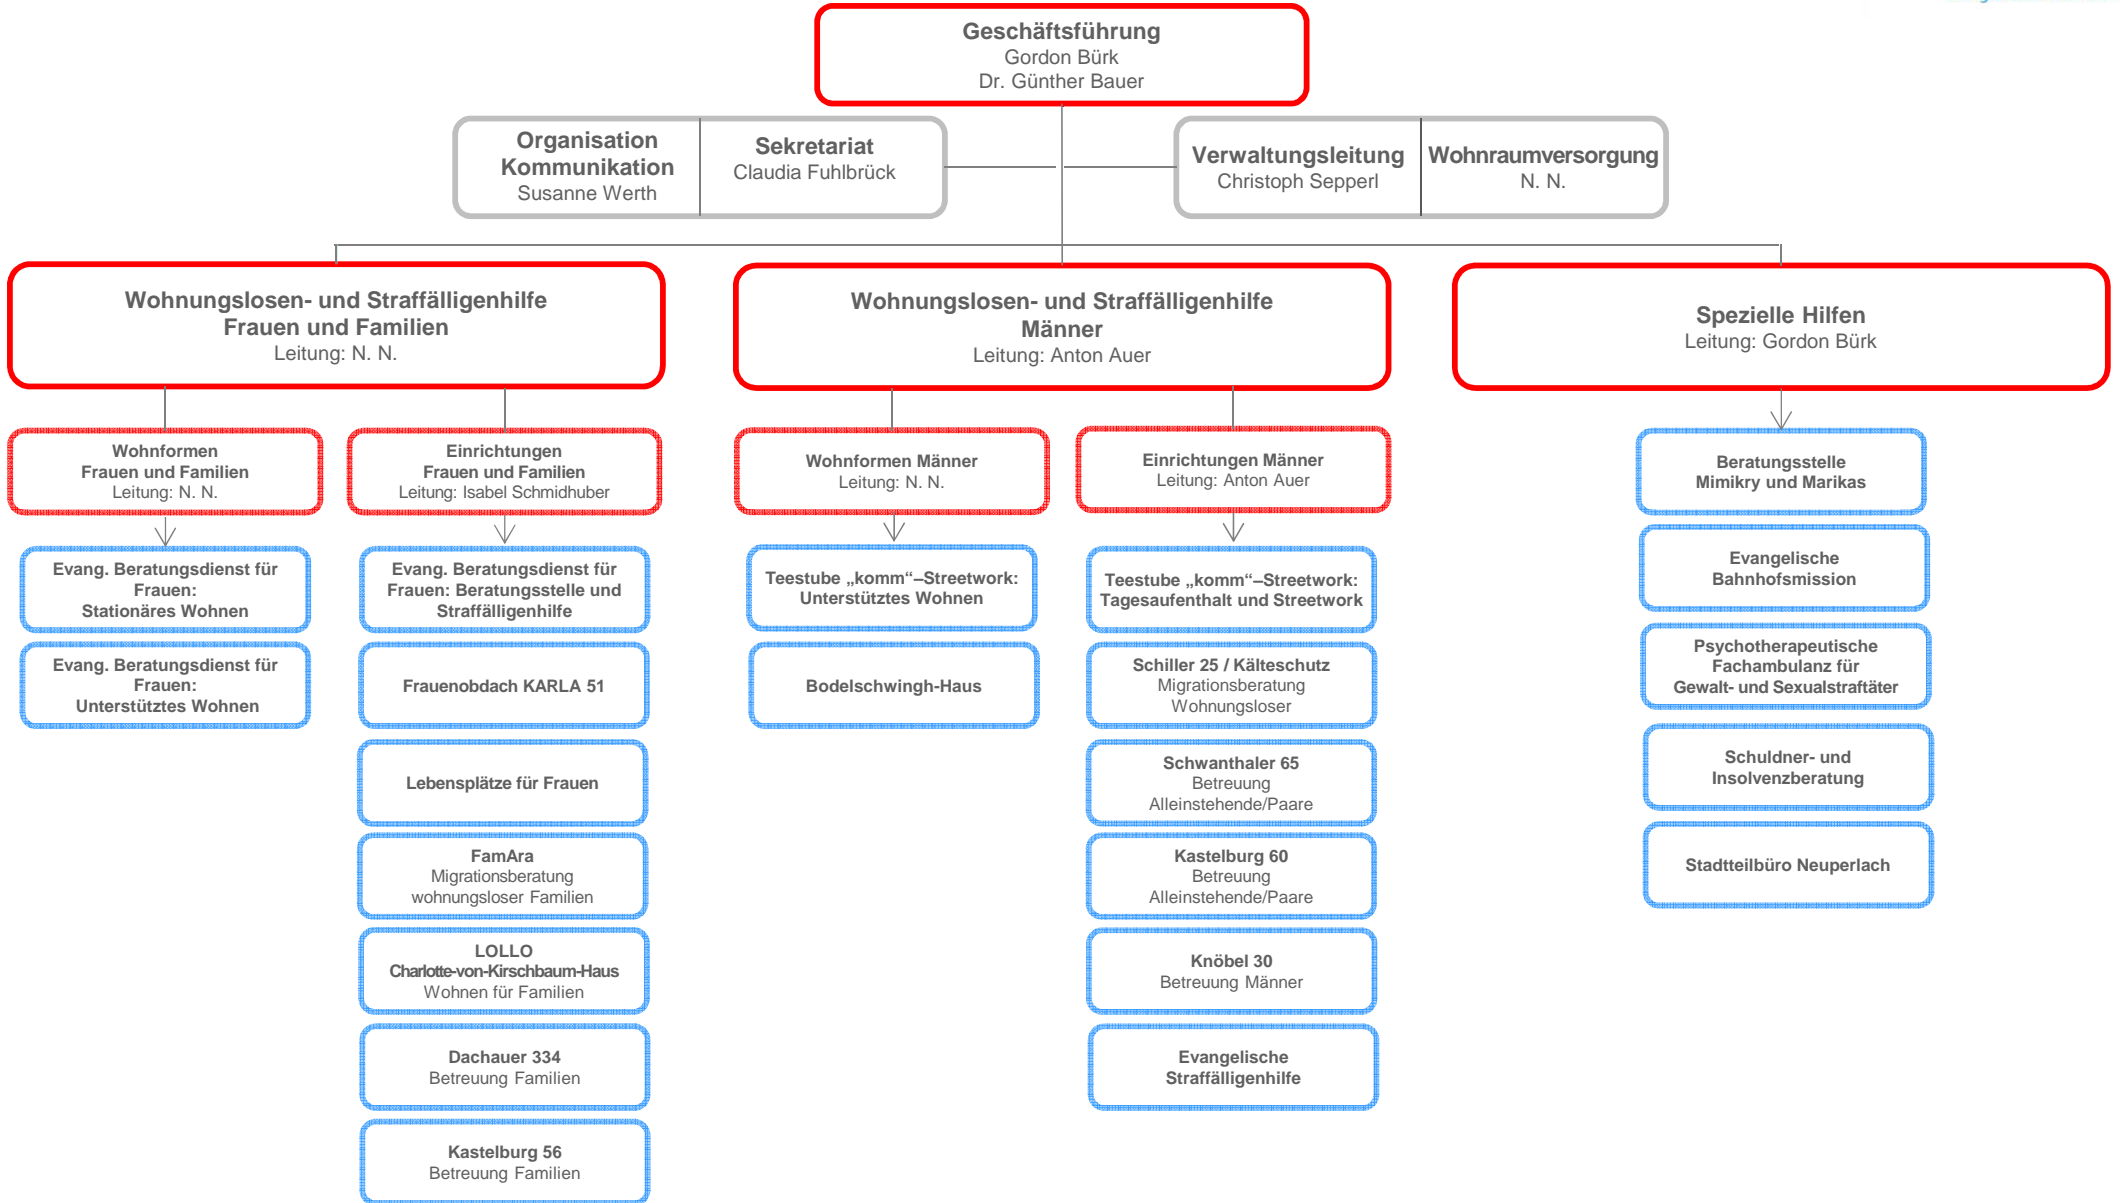 Geschäftsführung
Gordon Bürk
Dr. Günther Bauer
Organisation
Kommunikation
Susanne Werth
Sekretariat
Claudia Fuhlbrück
Verwaltungsleitung
Christoph Sepperl
Wohnraumversorgung
N. N.
Wohnungslosen- und Straffälligenhilfe
Frauen und Familien
Leitung: N. N.
Wohnungslosen- und Straffälligenhilfe
Männer
Leitung: Anton Auer
Spezielle Hilfen
Leitung: Gordon Bürk
Wohnformen
Frauen und Familien
Leitung: N. N.
Einrichtungen
Frauen und Familien
Leitung: Isabel Schmidhuber
Wohnformen Männer
Leitung: N. N.
Einrichtungen Männer
Leitung: Anton Auer
Evang. Beratungsdienst für
Frauen:
Stationäres Wohnen
Evang. Beratungsdienst für
Frauen:
Unterstütztes Wohnen
Evang. Beratungsdienst für
Frauen: Beratungsstelle und
Straffälligenhilfe
Frauenobdach KARLA 51
Lebensplätze für Frauen
FamAra
Migrationsberatung
wohnungsloser Familien
LOLLO
Charlotte-von-Kirschbaum-Haus
Wohnen für Familien
Dachauer 334
Betreuung Familien
Kastelburg 56
Betreuung Familien
Teestube „komm“–Streetwork:
Unterstütztes Wohnen
Bodelschwingh-Haus
Teestube „komm“–Streetwork:
Tagesaufenthalt und Streetwork
Schiller 25 / Kälteschutz
Migrationsberatung
Wohnungsloser
Schwanthaler 65
Betreuung
Alleinstehende/Paare
Kastelburg 60
Betreuung
Alleinstehende/Paare
Knöbel 30
Betreuung Männer
Evangelische
Straffälligenhilfe
Beratungsstelle
Mimikry und Marikas
Evangelische
Bahnhofsmission
Psychotherapeutische
Fachambulanz für
Gewalt- und Sexualstraftäter
Schuldner- und
Insolvenzberatung
Stadtteilbüro Neuperlach